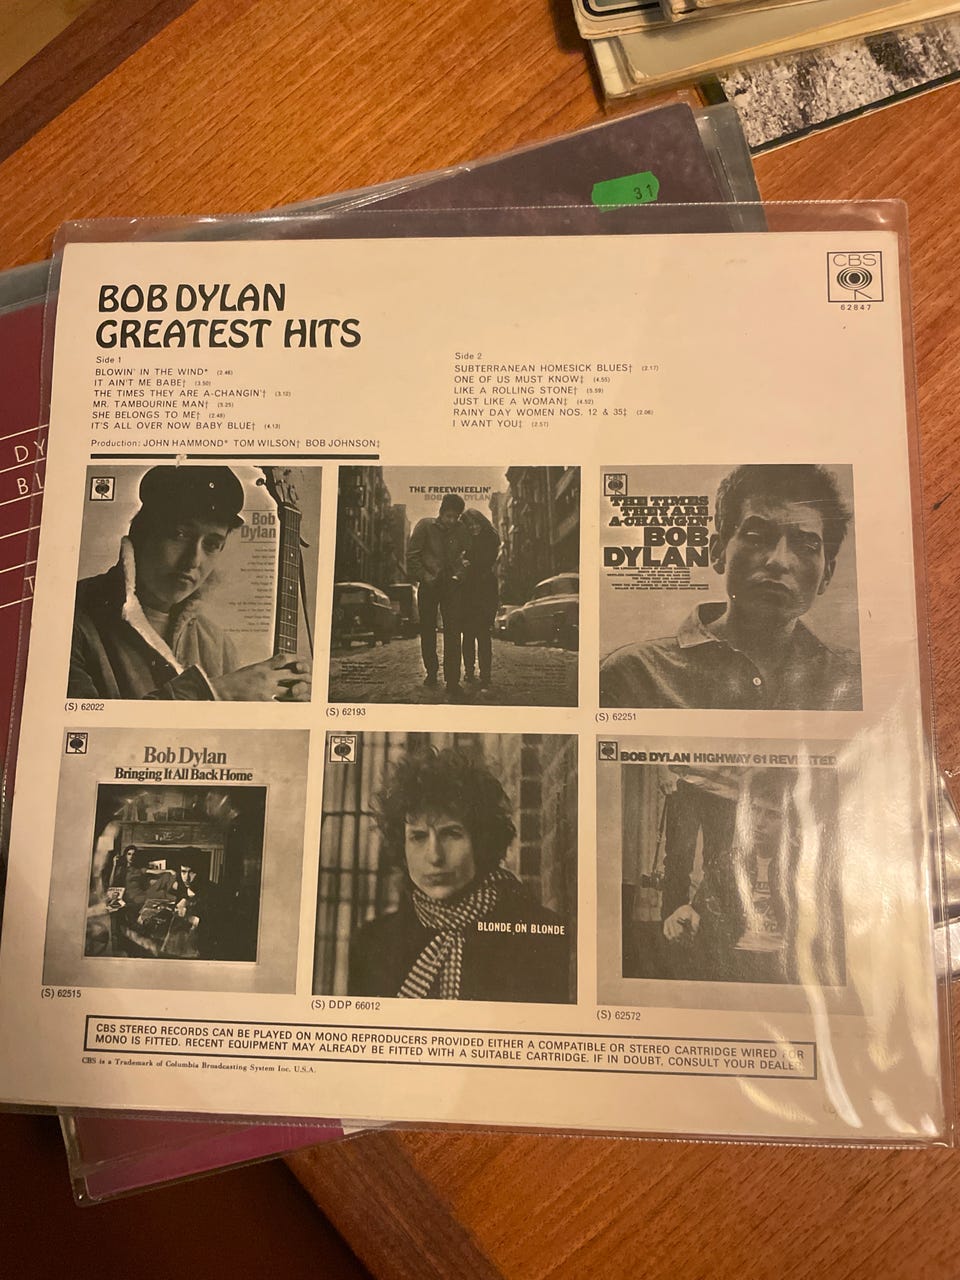 31
CBS
62847
BOB DYLAN
GREATEST HITS
Side 1
BLOWIN' IN THE WIND* (2.46)
IT AIN'T ME BABE† (3.50)
THE TIMES THEY ARE A-CHANGIN'† (3.12)
MR. TAMBOURINE MAN† (5.25)
SHE BELONGS TO ME† (2.48)
IT'S ALL OVER NOW BABY BLUE† (4.13)
Side 2
SUBTERRANEAN HOMESICK BLUES† (2.17)
ONE OF US MUST KNOW‡ (4.55)
LIKE A ROLLING STONE† (5.59)
JUST LIKE A WOMAN‡ (4.52)
RAINY DAY WOMEN NOS. 12 & 35‡ (2.06)
I WANT YOU‡ (2.57)
Production: JOHN HAMMOND* TOM WILSON† BOB JOHNSON‡
DY
BL
T
Bob
Dylan
(S) 62022
THE FREEWHEELIN'
BOB DYLAN
(S) 62193
THE TIMES
THEY ARE
A-CHANGIN'
BOB
DYLAN
(S) 62251
Bob Dylan
Bringing It All Back Home
(S) 62515
CBS
BLONDE ON BLONDE
(S) DDP 66012
BOB DYLAN HIGHWAY 61 REVISITED
(S) 62572
CBS STEREO RECORDS CAN BE PLAYED ON MONO REPRODUCERS PROVIDED EITHER A COMPATIBLE OR STEREO CARTRIDGE WIRED FOR
MONO IS FITTED. RECENT EQUIPMENT MAY ALREADY BE FITTED WITH A SUITABLE CARTRIDGE. IF IN DOUBT, CONSULT YOUR DEALER.
CBS is a Trademark of Columbia Broadcasting System Inc. U.S.A.